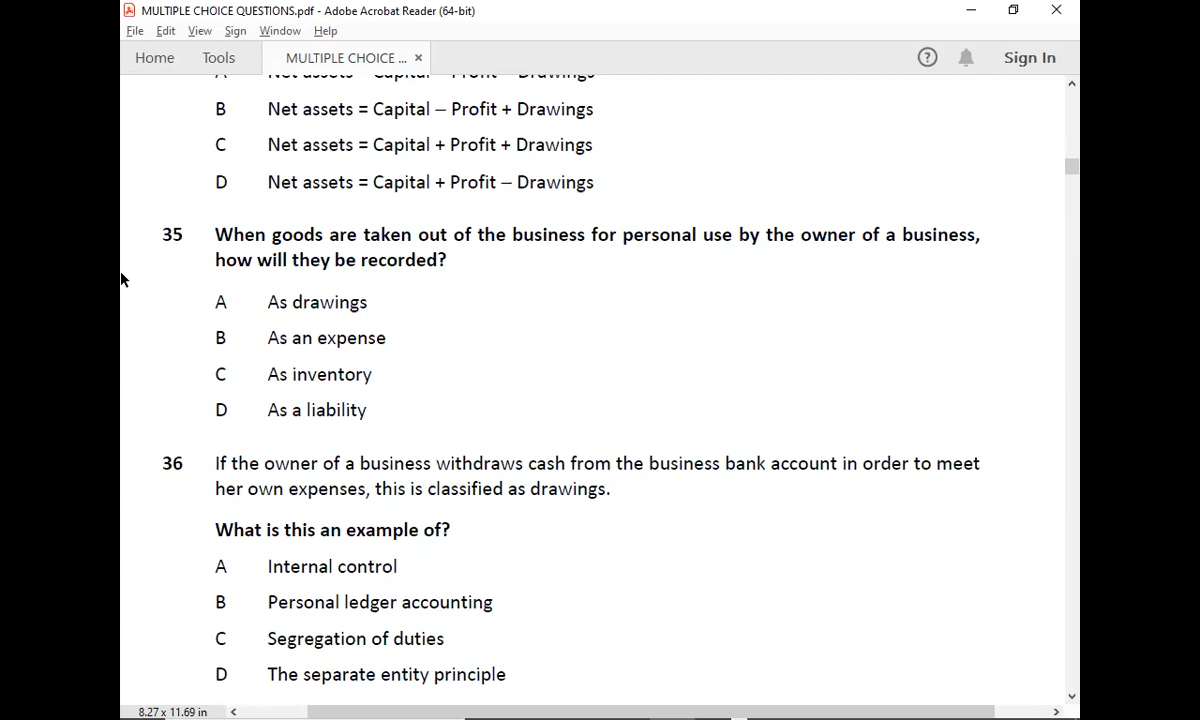 MULTIPLE CHOICE QUESTIONS.pdf - Adobe Acrobat Reader (64-bit)
File Edit View Sign Window Help
Home Tools MULTIPLE CHOICE ... × ? Sign In
B Net assets = Capital – Profit + Drawings
C Net assets = Capital + Profit + Drawings
D Net assets = Capital + Profit – Drawings
35 When goods are taken out of the business for personal use by the owner of a business,
how will they be recorded?
A As drawings
B As an expense
C As inventory
D As a liability
36 If the owner of a business withdraws cash from the business bank account in order to meet
her own expenses, this is classified as drawings.
What is this an example of?
A Internal control
B Personal ledger accounting
C Segregation of duties
D The separate entity principle
8.27 x 11.69 in